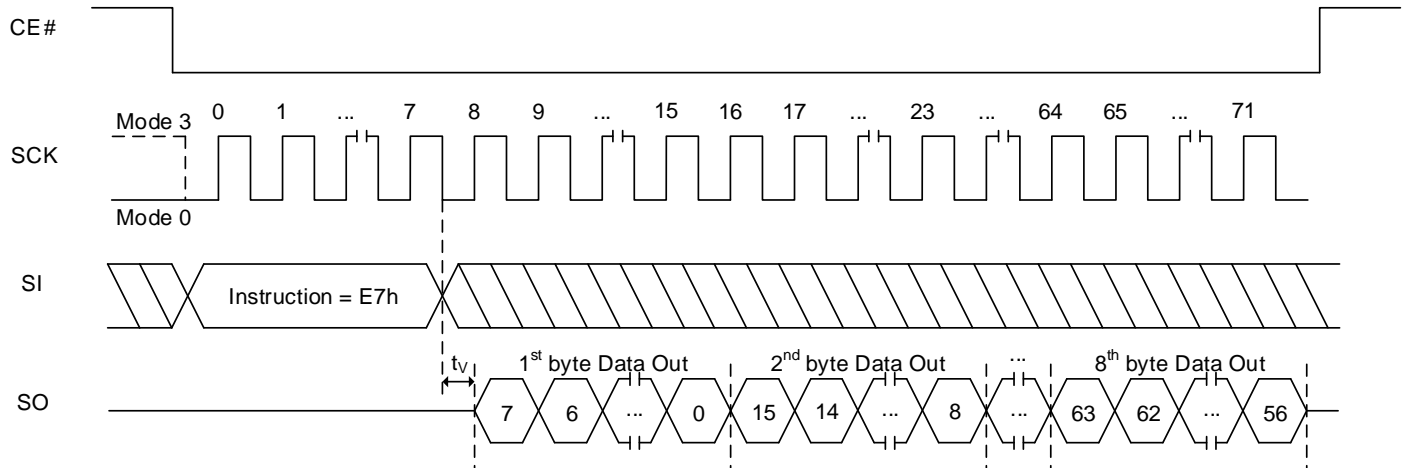 CE#
0 1 ... 7 8 9 ... 15 16 17 ... 23 ... 64 65 ... 71
Mode 3
SCK
Mode 0
SI
Instruction = E7h
tV 1st byte Data Out 2nd byte Data Out ... 8th byte Data Out
SO
7 6 ... 0 15 14 ... 8 ... 63 62 ... 56